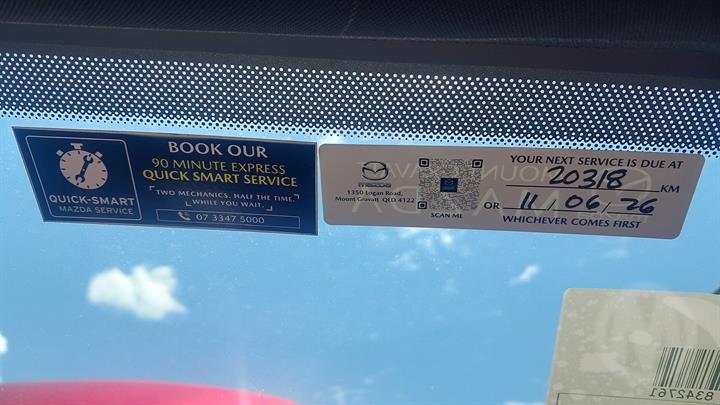 BOOK OUR
90 MINUTE EXPRESS
QUICK SMART SERVICE
TWO MECHANICS. HALF THE TIME.
WHILE YOU WAIT.
07 3347 5000
QUICK-SMART
MAZDA SERVICE
mazda
1350 Logan Road,
Mount Gravatt QLD 4122
SCAN ME
YOUR NEXT SERVICE IS DUE AT
20318 KM
OR 11/06/26
WHICHEVER COMES FIRST
8342761